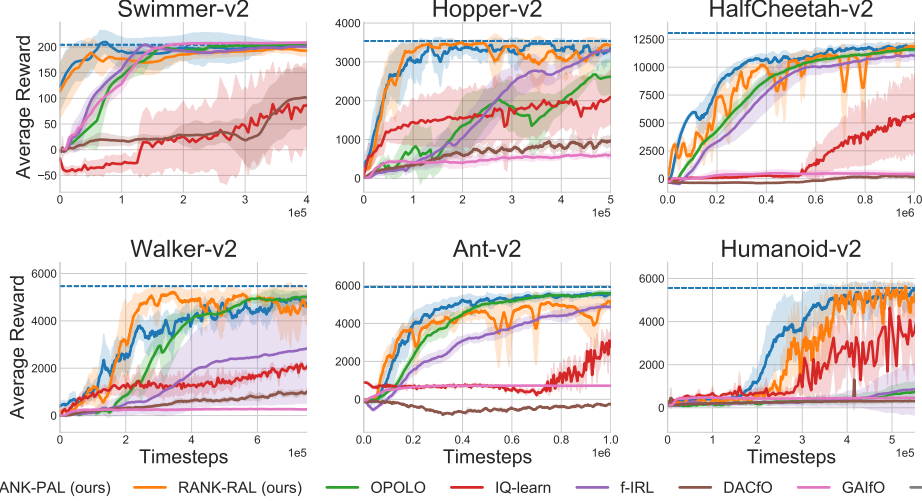 Swimmer-v2 Hopper-v2 HalfCheetah-v2
Average Reward
200
150
100
50
0
−50
0 1 2 3 4
1e5
4000
3000
2000
1000
0
0 1 2 3 4 5
1e5
12500
10000
7500
5000
2500
0
0.0 0.2 0.4 0.6 0.8 1.0
1e6
Walker-v2 Ant-v2 Humanoid-v2
Average Reward
6000
4000
2000
0
0 2 4 6
1e5
6000
4000
2000
0
0.0 0.2 0.4 0.6 0.8 1.0
1e6
6000
4000
2000
0
0 1 2 3 4 5
1e5
Timesteps Timesteps Timesteps
ANK-PAL (ours) RANK-RAL (ours) OPOLO IQ-learn f-IRL DACfO GAIfO